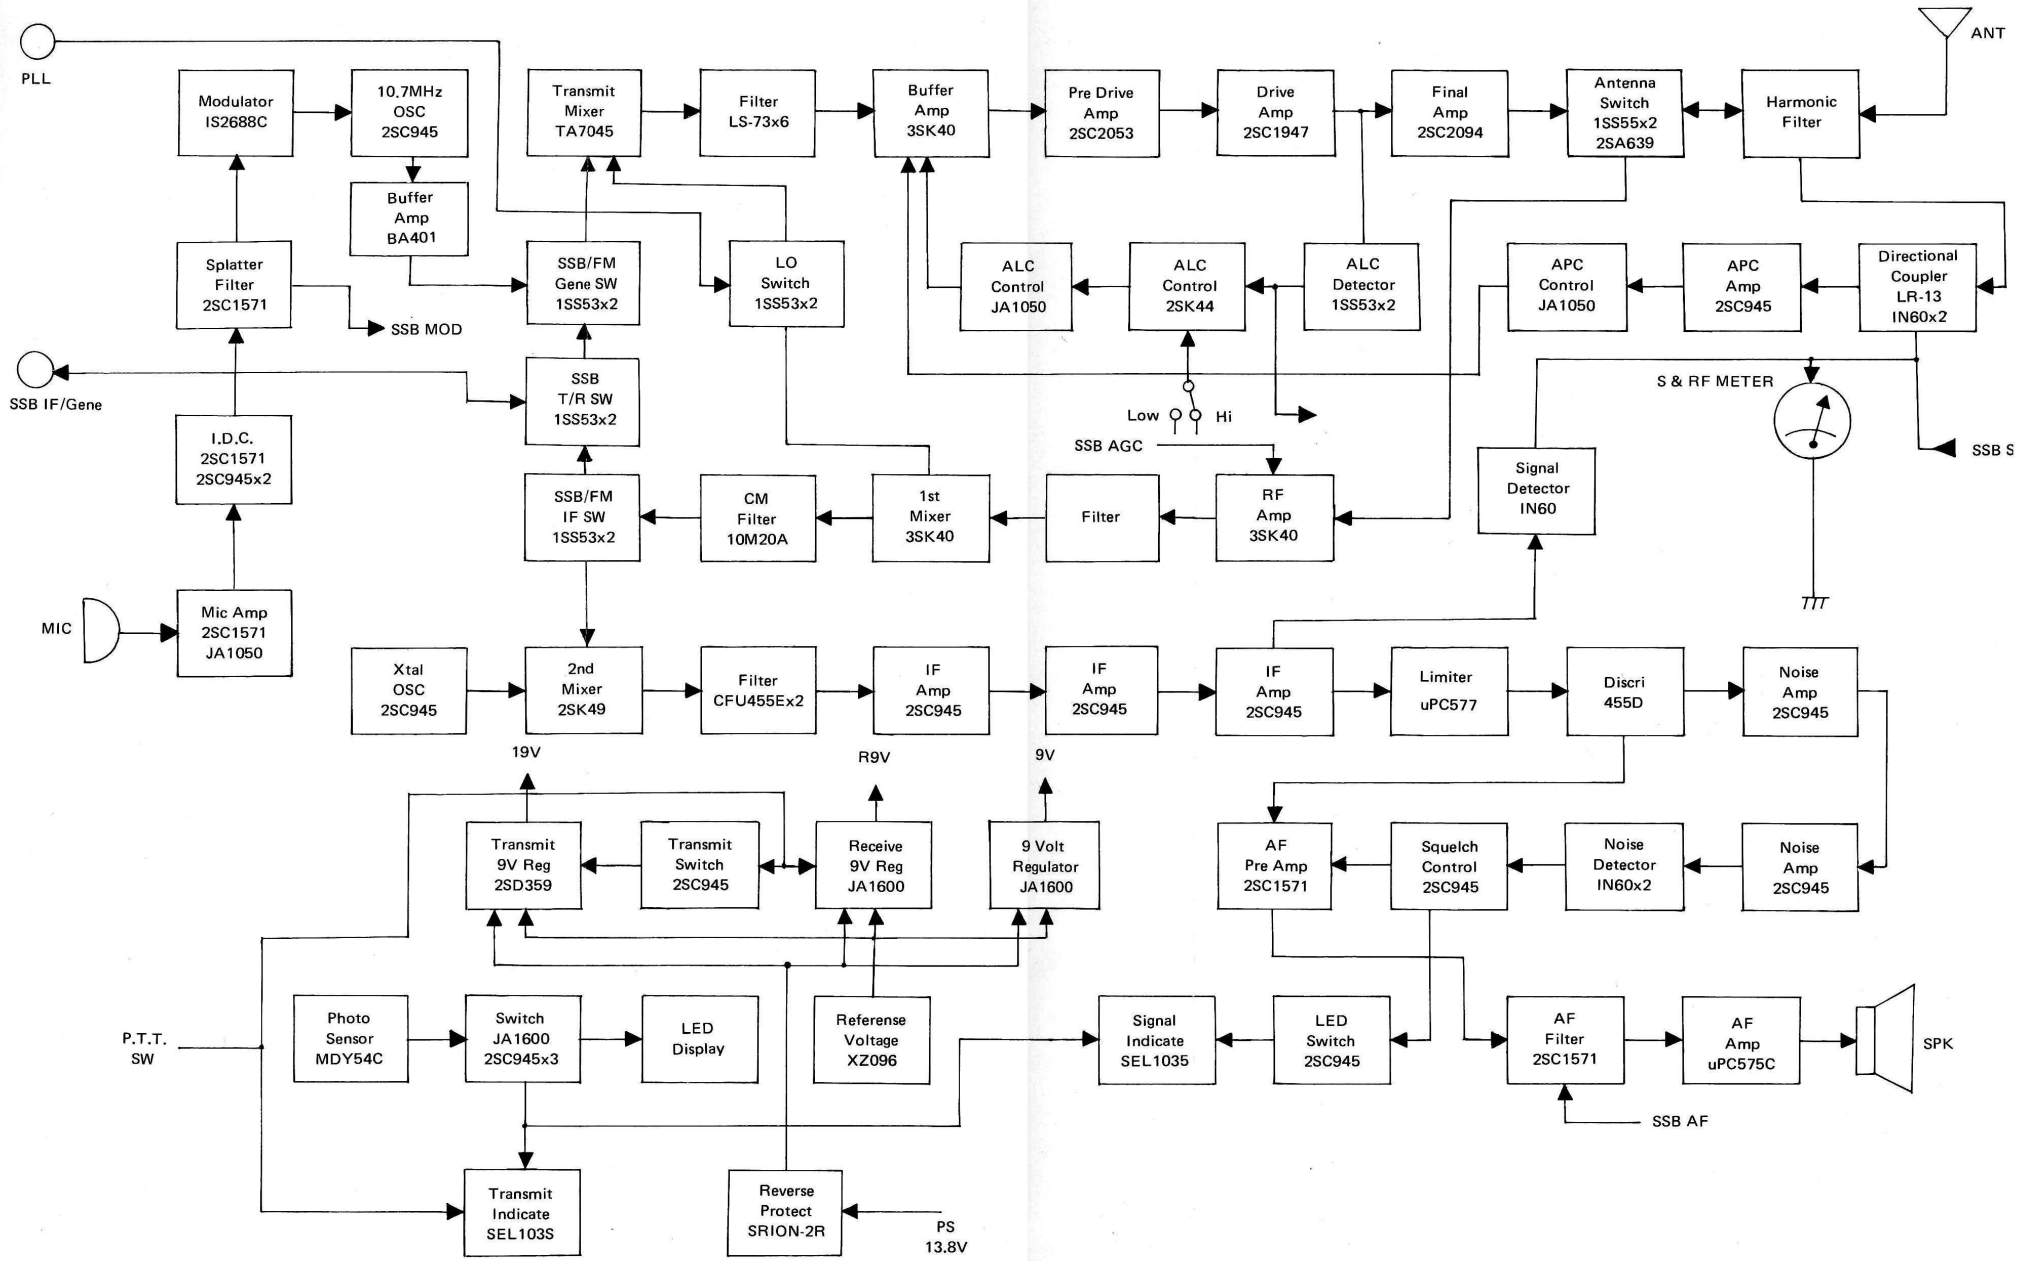 ANT
PLL
Modulator
IS2688C
10.7MHz
OSC
2SC945
Transmit
Mixer
TA7045
Filter
LS-73x6
Buffer
Amp
3SK40
Pre Drive
Amp
2SC2053
Drive
Amp
2SC1947
Final
Amp
2SC2094
Antenna
Switch
1SS55x2
2SA639
Harmonic
Filter
Buffer
Amp
BA401
Splatter
Filter
2SC1571
SSB MOD
SSB/FM
Gene SW
1SS53x2
LO
Switch
1SS53x2
ALC
Control
JA1050
ALC
Control
2SK44
ALC
Detector
1SS53x2
APC
Control
JA1050
APC
Amp
2SC945
Directional
Coupler
LR-13
IN60x2
SSB IF/Gene
SSB
T/R SW
1SS53x2
Low
Hi
S & RF METER
SSB AGC
SSB S
I.D.C.
2SC1571
2SC945x2
SSB/FM
IF SW
1SS53x2
CM
Filter
10M20A
1st
Mixer
3SK40
Filter
RF
Amp
3SK40
Signal
Detector
IN60
MIC
Mic Amp
2SC1571
JA1050
Xtal
OSC
2SC945
2nd
Mixer
2SK49
Filter
CFU455Ex2
IF
Amp
2SC945
IF
Amp
2SC945
IF
Amp
2SC945
Limiter
uPC577
Discri
455D
Noise
Amp
2SC945
19V
R9V
9V
Transmit
9V Reg
2SD359
Transmit
Switch
2SC945
Receive
9V Reg
JA1600
9 Volt
Regulator
JA1600
AF
Pre Amp
2SC1571
Squelch
Control
2SC945
Noise
Detector
IN60x2
Noise
Amp
2SC945
P.T.T.
SW
Photo
Sensor
MDY54C
Switch
JA1600
2SC945x3
LED
Display
Referense
Voltage
XZ096
Signal
Indicate
SEL1035
LED
Switch
2SC945
AF
Filter
2SC1571
AF
Amp
uPC575C
SPK
SSB AF
Transmit
Indicate
SEL103S
Reverse
Protect
SRION-2R
PS
13.8V